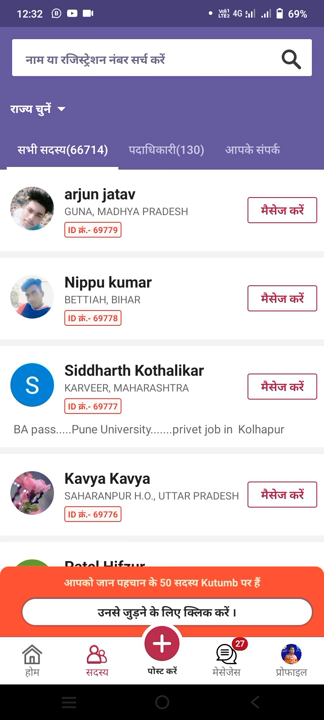 12:32
4G
69%
नाम या रजिस्ट्रेशन नंबर सर्च करें
राज्य चुनें
सभी सदस्य(66714) पदाधिकारी(130) आपके संपर्क
arjun jatav
GUNA, MADHYA PRADESH
ID क्रं.- 69779
मैसेज करें
Nippu kumar
BETTIAH, BIHAR
ID क्रं.- 69778
मैसेज करें
S
Siddharth Kothalikar
KARVEER, MAHARASHTRA
ID क्रं.- 69777
मैसेज करें
BA pass.....Pune University.......privet job in Kolhapur
Kavya Kavya
SAHARANPUR H.O., UTTAR PRADESH
ID क्रं.- 69776
मैसेज करें
Patel Hifzur
आपको जान पहचान के 50 सदस्य Kutumb पर हैं
उनसे जुड़ने के लिए क्लिक करें ।
27
होम सदस्य पोस्ट करें मेसेजेस प्रोफाइल